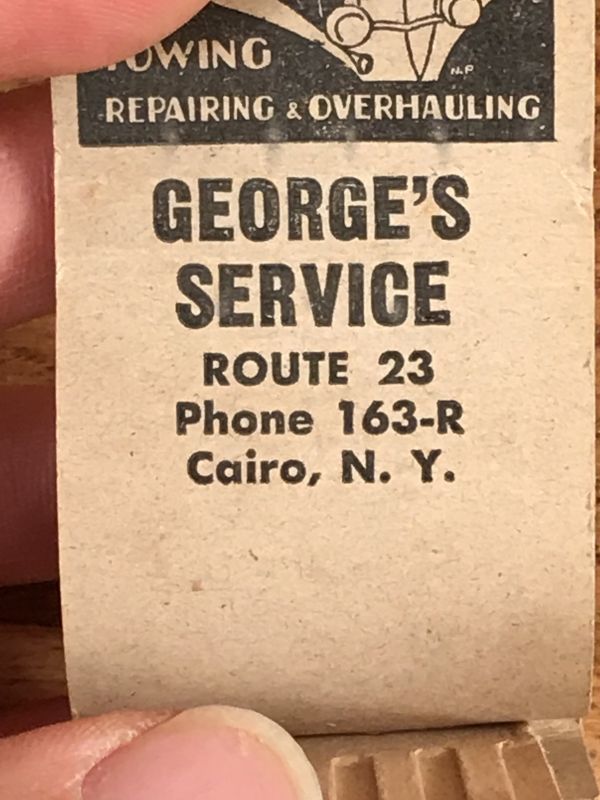 TOWING
N.P
REPAIRING & OVERHAULING
GEORGE'S
SERVICE
ROUTE 23
Phone 163-R
Cairo, N. Y.